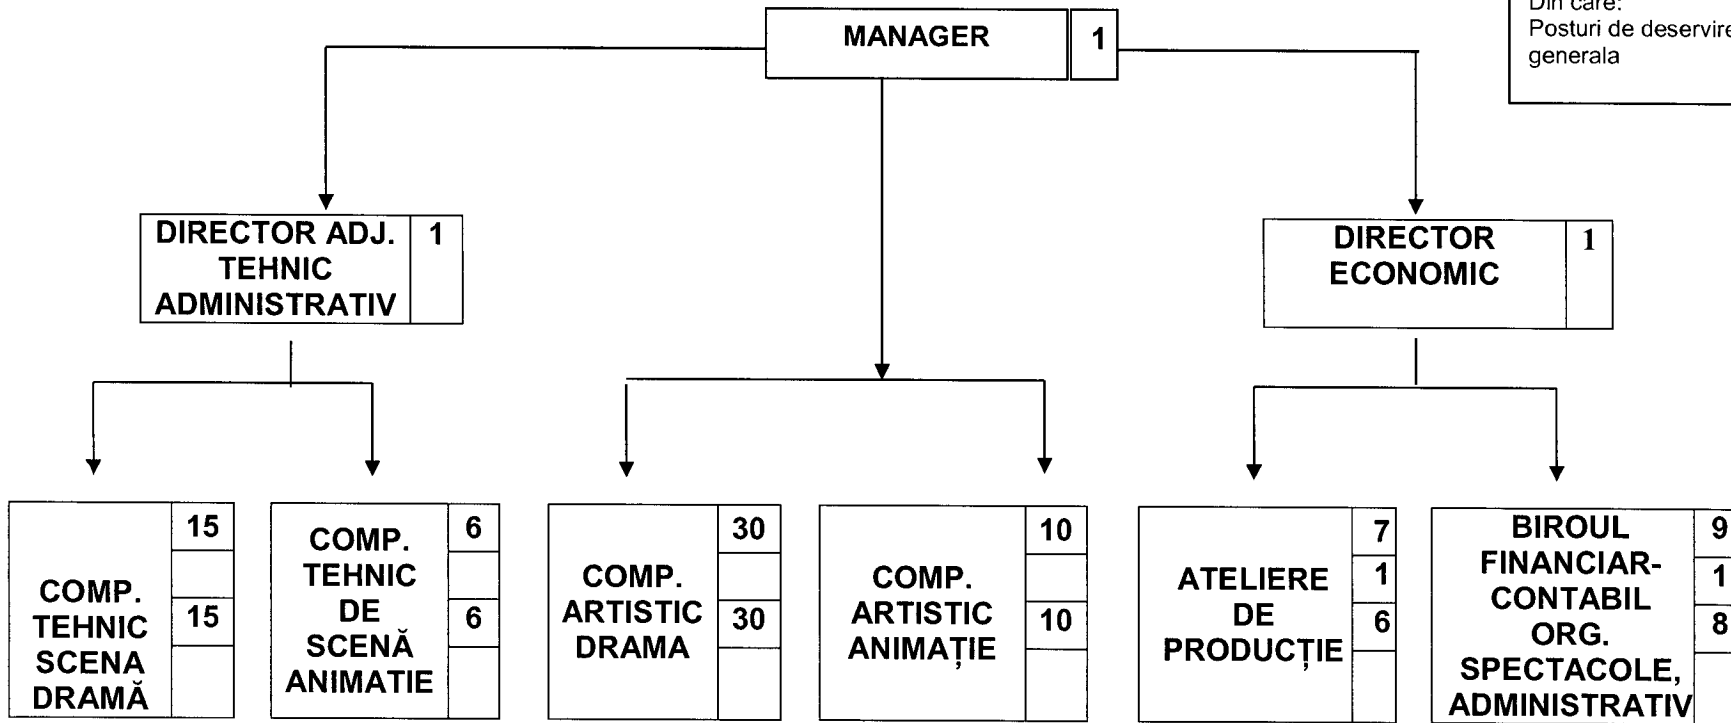 Din care:
Posturi de deservire
generala
MANAGER 1
DIRECTOR ADJ. 1
TEHNIC
ADMINISTRATIV
DIRECTOR 1
ECONOMIC
COMP.
TEHNIC
SCENA
DRAMĂ
15
15
COMP.
TEHNIC
DE
SCENĂ
ANIMATIE
6
6
COMP.
ARTISTIC
DRAMA
30
30
COMP.
ARTISTIC
ANIMAȚIE
10
10
ATELIERE
DE
PRODUCȚIE
7
1
6
BIROUL
FINANCIAR-
CONTABIL
ORG.
SPECTACOLE,
ADMINISTRATIV
9
1
8